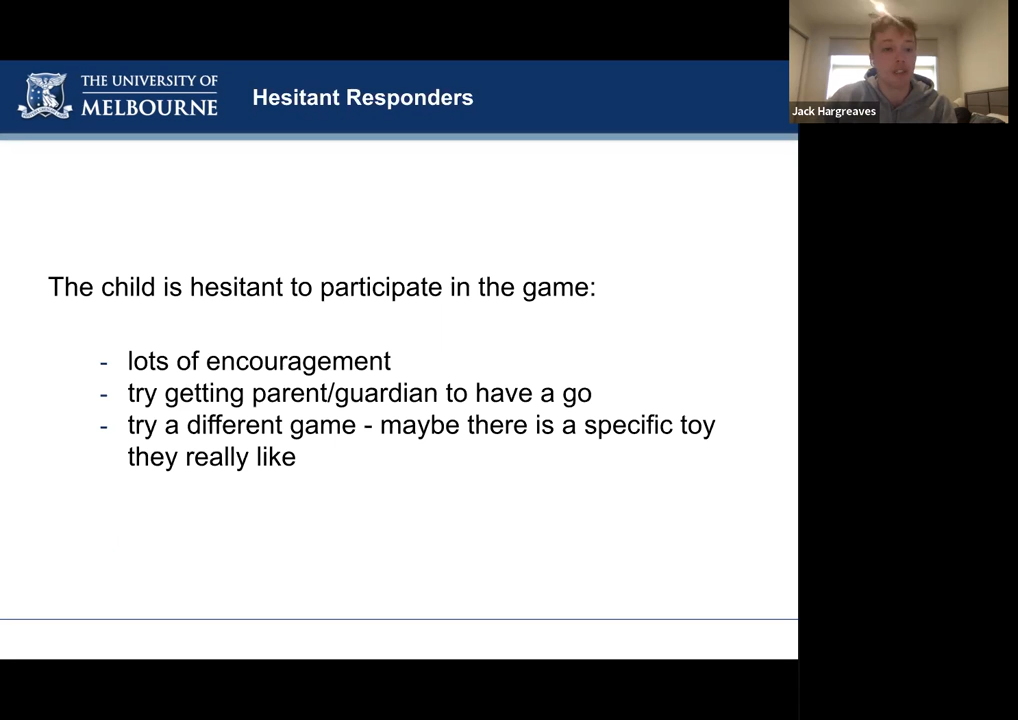 THE UNIVERSITY OF
MELBOURNE
Hesitant Responders
Jack Hargreaves
The child is hesitant to participate in the game:
- lots of encouragement
- try getting parent/guardian to have a go
- try a different game - maybe there is a specific toy
they really like